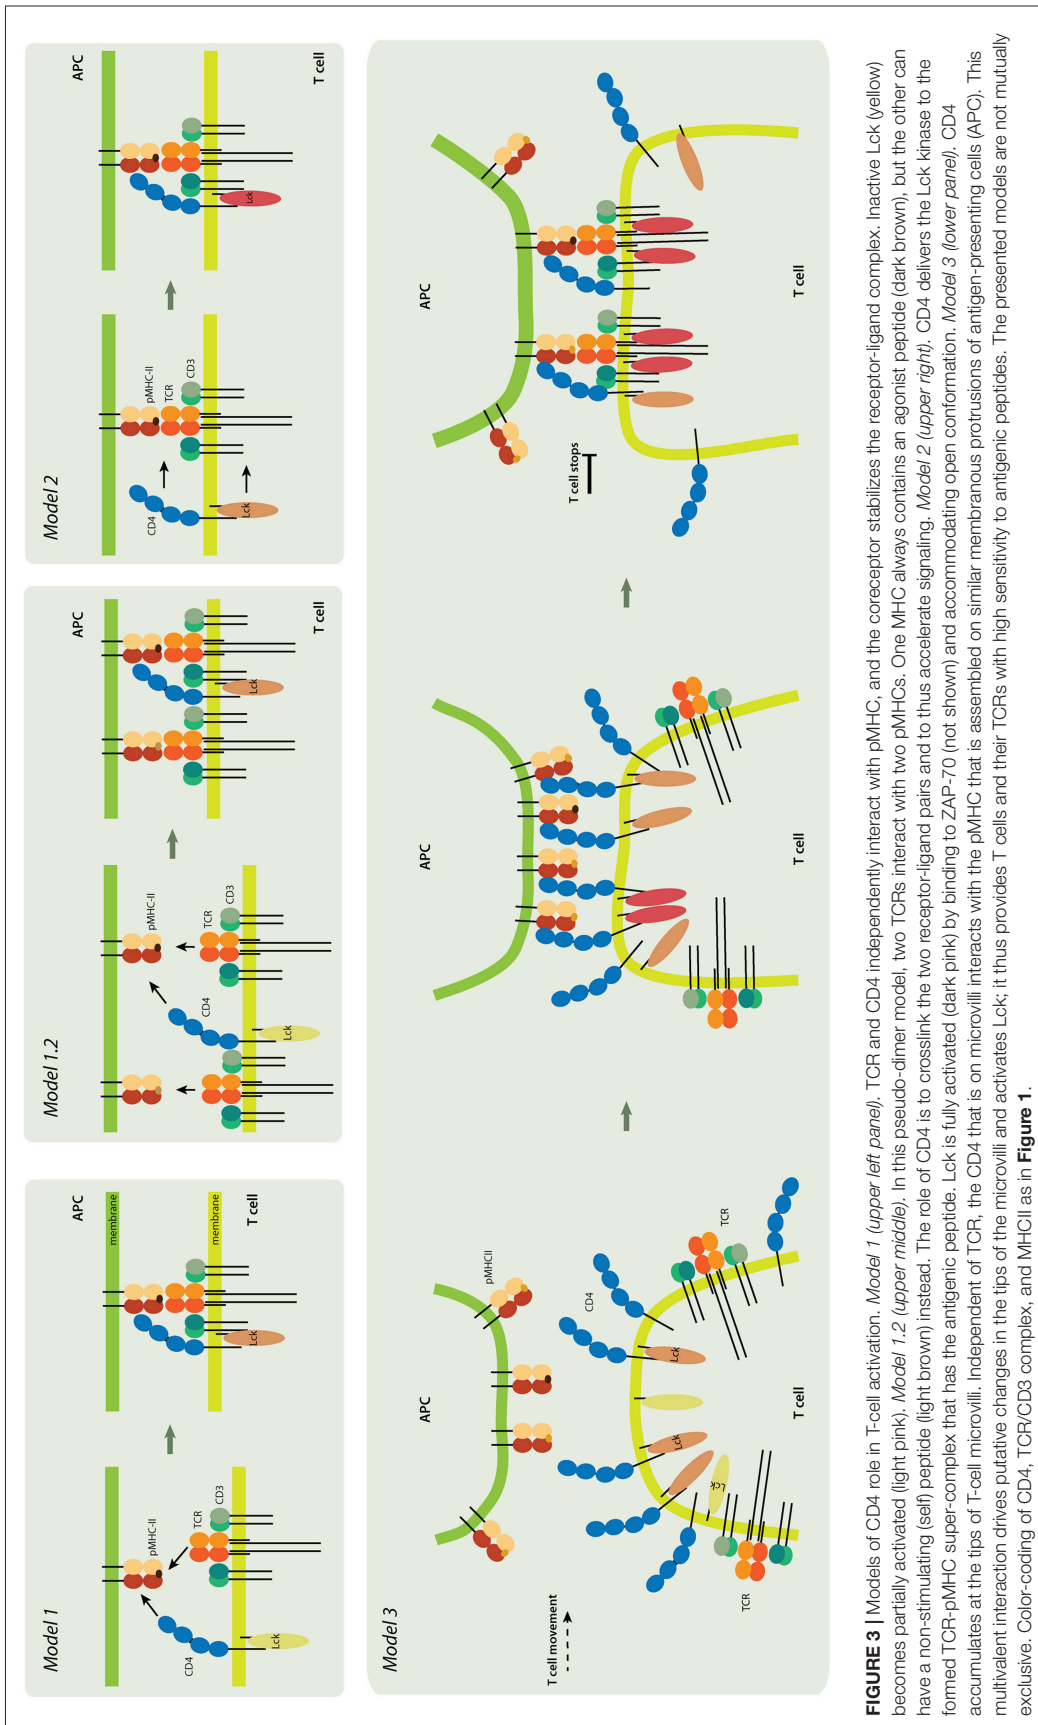 Model 1
APC
pMHC-II
TCR
CD3
CD4
Lck
membrane
membrane
Lck
T cell
Model 1.2
pMHC-II
TCR
CD3
CD4
Lck
APC
Lck
T cell
Model 2
pMHC-II
TCR
CD3
CD4
Lck
APC
Lck
T cell
Model 3
T cell movement
APC
pMHCII
CD4
TCR
Lck
Lck
Lck
TCR
T cell
APC
T cell
T cell stops
APC
T cell
FIGURE 3 | Models of CD4 role in T-cell activation. Model 1 (upper left panel). TCR and CD4 independently interact with pMHC, and the coreceptor stabilizes the receptor-ligand complex. Inactive Lck (yellow)
becomes partially activated (light pink). Model 1.2 (upper middle). In this pseudo-dimer model, two TCRs interact with two pMHCs. One MHC always contains an agonist peptide (dark brown), but the other can
have a non-stimulating (self) peptide (light brown) instead. The role of CD4 is to crosslink the two receptor-ligand pairs and to thus accelerate signaling. Model 2 (upper right). CD4 delivers the Lck kinase to the
formed TCR-pMHC super-complex that has the antigenic peptide. Lck is fully activated (dark pink) by binding to ZAP-70 (not shown) and accommodating open conformation. Model 3 (lower panel). CD4
accumulates at the tips of T-cell microvilli. Independent of TCR, the CD4 that is on microvilli interacts with the pMHC that is assembled on similar membranous protrusions of antigen-presenting cells (APC). This
multivalent interaction drives putative changes in the tips of the microvilli and activates Lck; it thus provides T cells and their TCRs with high sensitivity to antigenic peptides. The presented models are not mutually
exclusive. Color-coding of CD4, TCR/CD3 complex, and MHCII as in Figure 1.